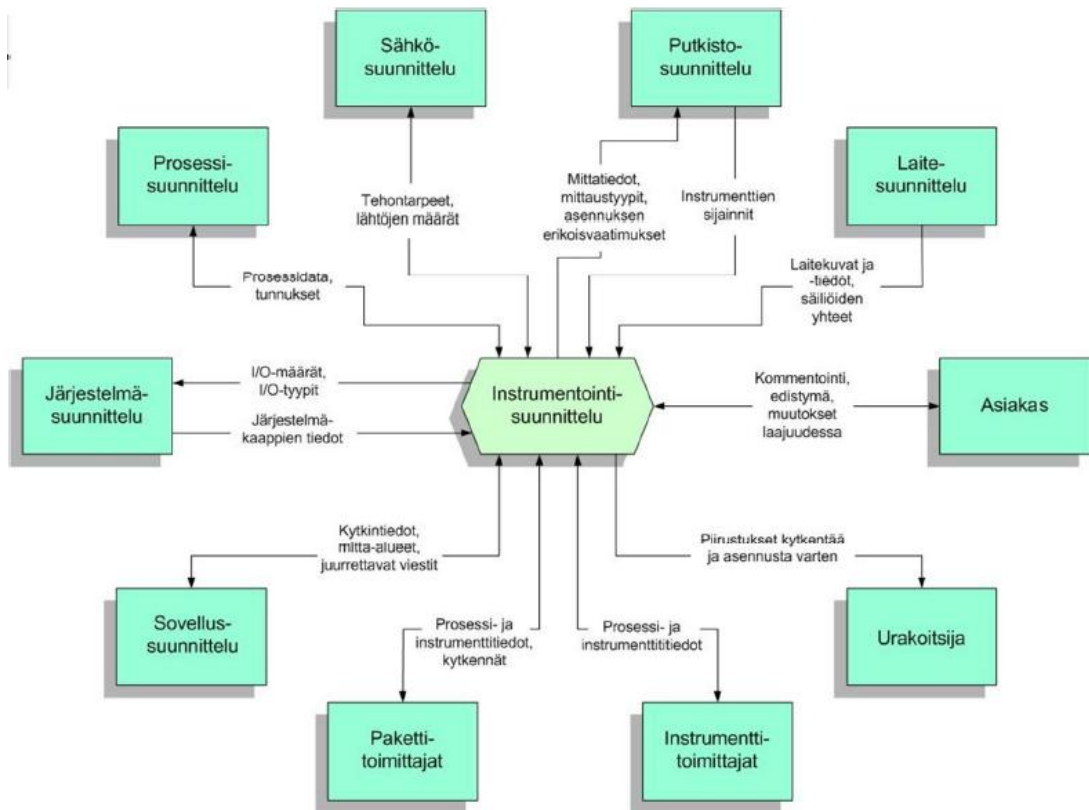 Sähkö-
suunnittelu
Putkisto-
suunnittelu
Prosessi-
suunnittelu
Laite-
suunnittelu
Tehontarpeet,
lähtöjen määrät
Mittatiedot,
mittaustyypit,
asennuksen
erikoisvaatimukset
Instrumenttien
sijainnit
Prosessidata,
tunnukset
Laitekuvat ja
-tiedot,
säiliöiden
yhteet
Järjestelmä-
suunnittelu
I/O-määrät,
I/O-tyypit
Järjestelmä-
kaappien tiedot
Instrumentointi-
suunnittelu
Kommentointi,
edistymä,
muutokset
laajuudessa
Asiakas
Kytkintiedot,
mitta-alueet,
juurrettavat viestit
Piirustukset kytkentää
ja asennusta varten
Sovellus-
suunnittelu
Prosessi- ja
instrumenttitiedot,
kytkennät
Prosessi- ja
instrumenttititiedot
Urakoitsija
Paketti-
toimittajat
Instrumentti-
toimittajat